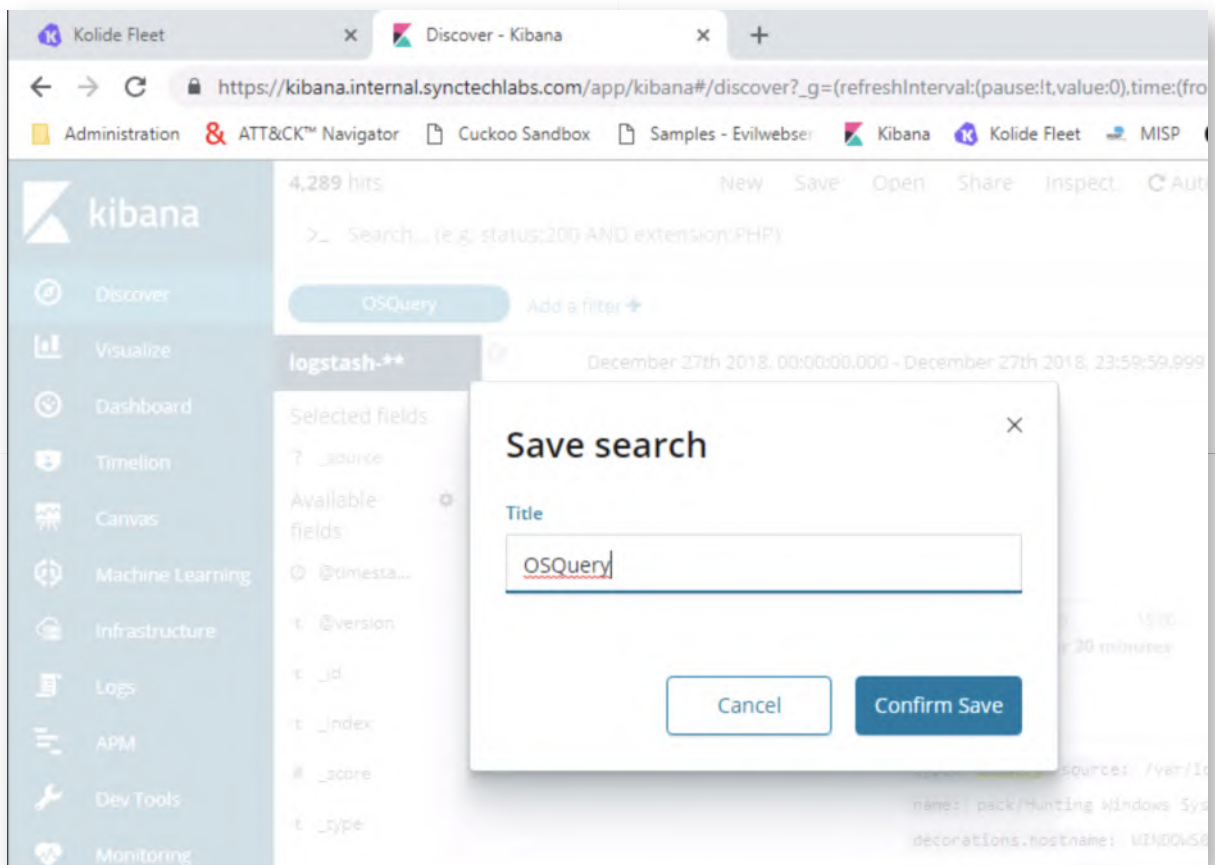 Kolide Fleet
Discover - Kibana
https://kibana.internal.synctechlabs.com/app/kibana#/discover?_g=(refreshInterval:(pause:!t,value:0),time:(fro
Administration
ATT&CK™ Navigator
Cuckoo Sandbox
Samples - Evilwebser
Kibana
Kolide Fleet
MISP
kibana
4,289 hits
New Save Open Share Inspect Auto
>_ Search... (e.g. status:200 AND extension:PHP)
Discover
OSQuery
Add a filter +
Visualize
logstash-**
December 27th 2018, 00:00:00.000 - December 27th 2018, 23:59:59.999
Dashboard
Selected fields
Timelion
? _source
Canvas
Available
fields
Machine Learning
@timesta...
Infrastructure
t @version
Logs
t _id
APM
t _index
Dev Tools
# _score
Monitoring
t _type
Save search
Title
OSQuery
Cancel
Confirm Save
30 minutes
source: /var/lo
name: pack/Hunting Windows Sys
decorations.hostname: WINDOWS